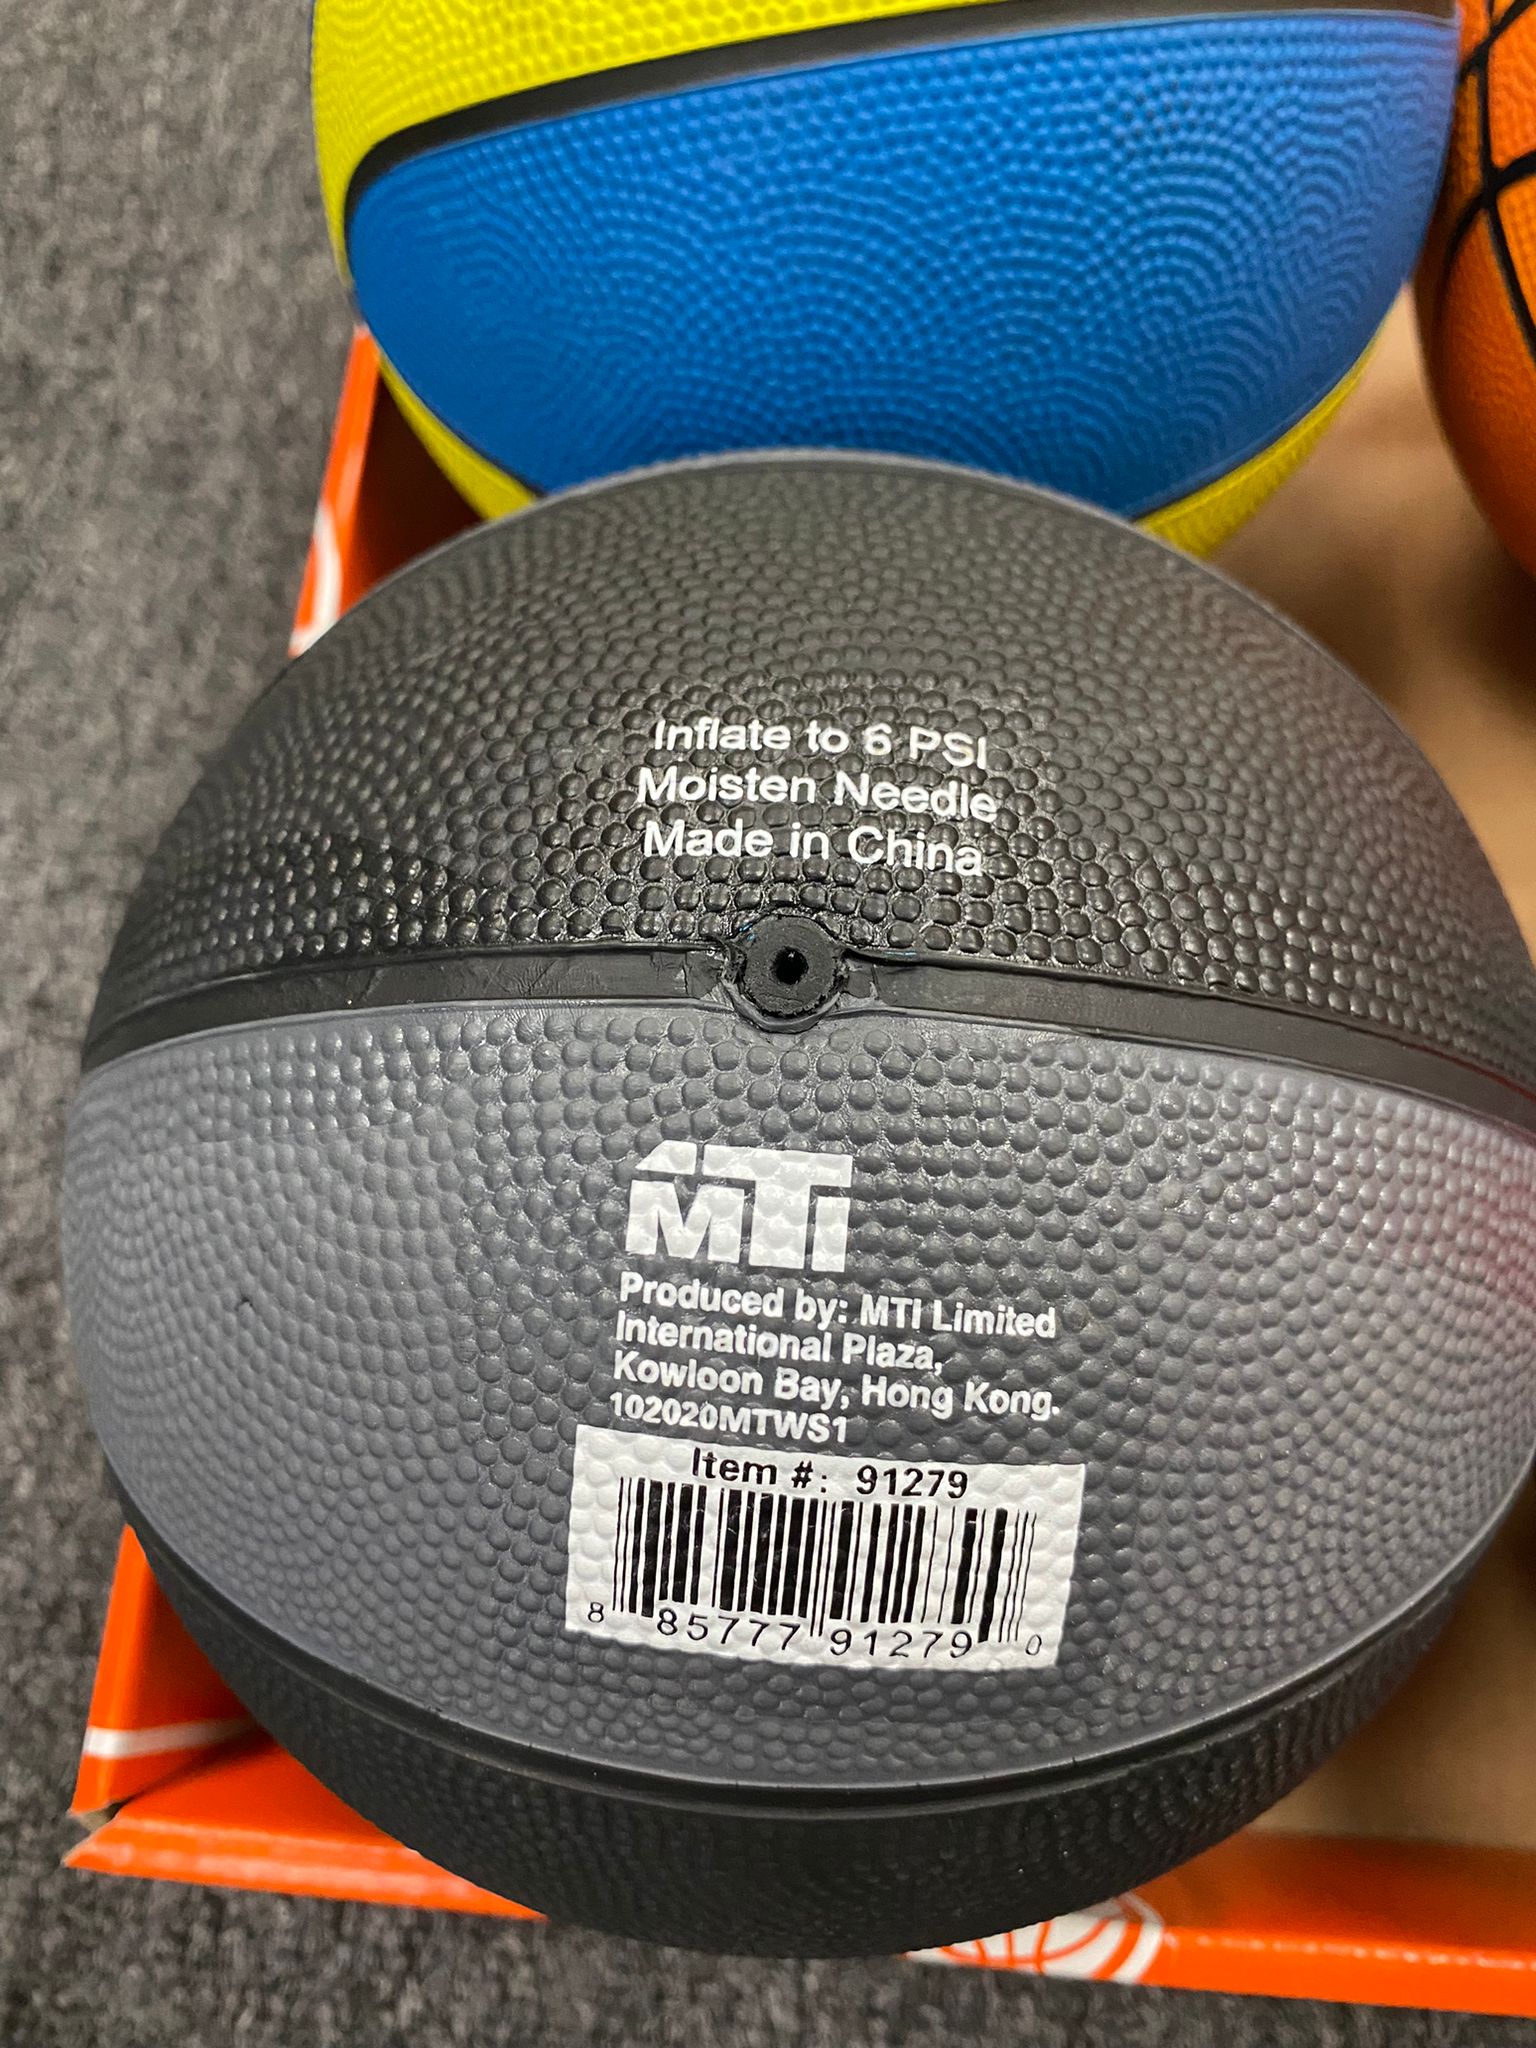 Inflate to 6 PSI
Moisten Needle
Made in China
MTI
Produced by: MTI Limited
International Plaza,
Kowloon Bay, Hong Kong.
102020MTWS1
Item #: 91279
8 85777 91279 0